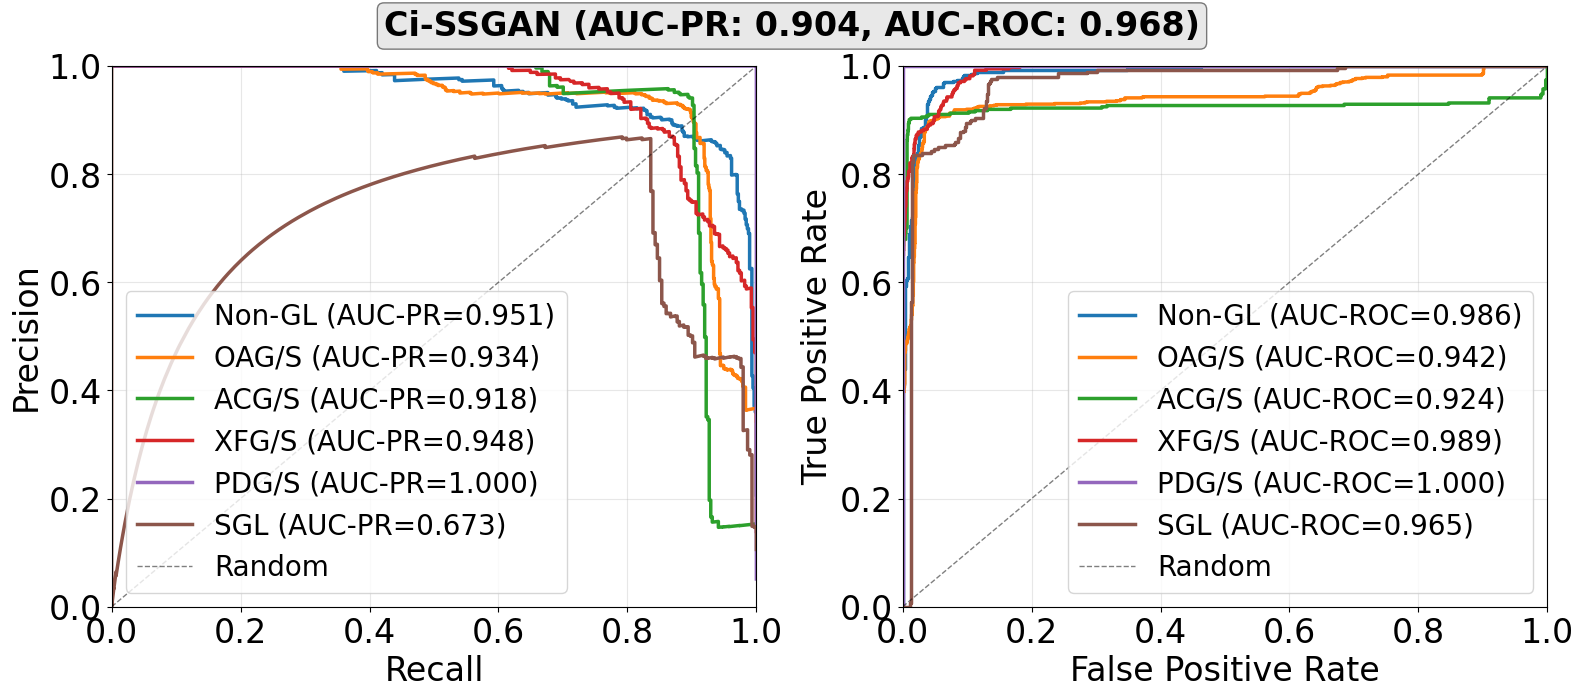 Ci-SSGAN (AUC-PR: 0.904, AUC-ROC: 0.968)
1.0
0.8
0.6
0.4
0.2
0.0
Precision
Non-GL (AUC-PR=0.951)
OAG/S (AUC-PR=0.934)
ACG/S (AUC-PR=0.918)
XFG/S (AUC-PR=0.948)
PDG/S (AUC-PR=1.000)
SGL (AUC-PR=0.673)
Random
0.0 0.2 0.4 0.6 0.8 1.0
Recall
1.0
0.8
0.6
0.4
0.2
0.0
True Positive Rate
Non-GL (AUC-ROC=0.986)
OAG/S (AUC-ROC=0.942)
ACG/S (AUC-ROC=0.924)
XFG/S (AUC-ROC=0.989)
PDG/S (AUC-ROC=1.000)
SGL (AUC-ROC=0.965)
Random
0.0 0.2 0.4 0.6 0.8 1.0
False Positive Rate